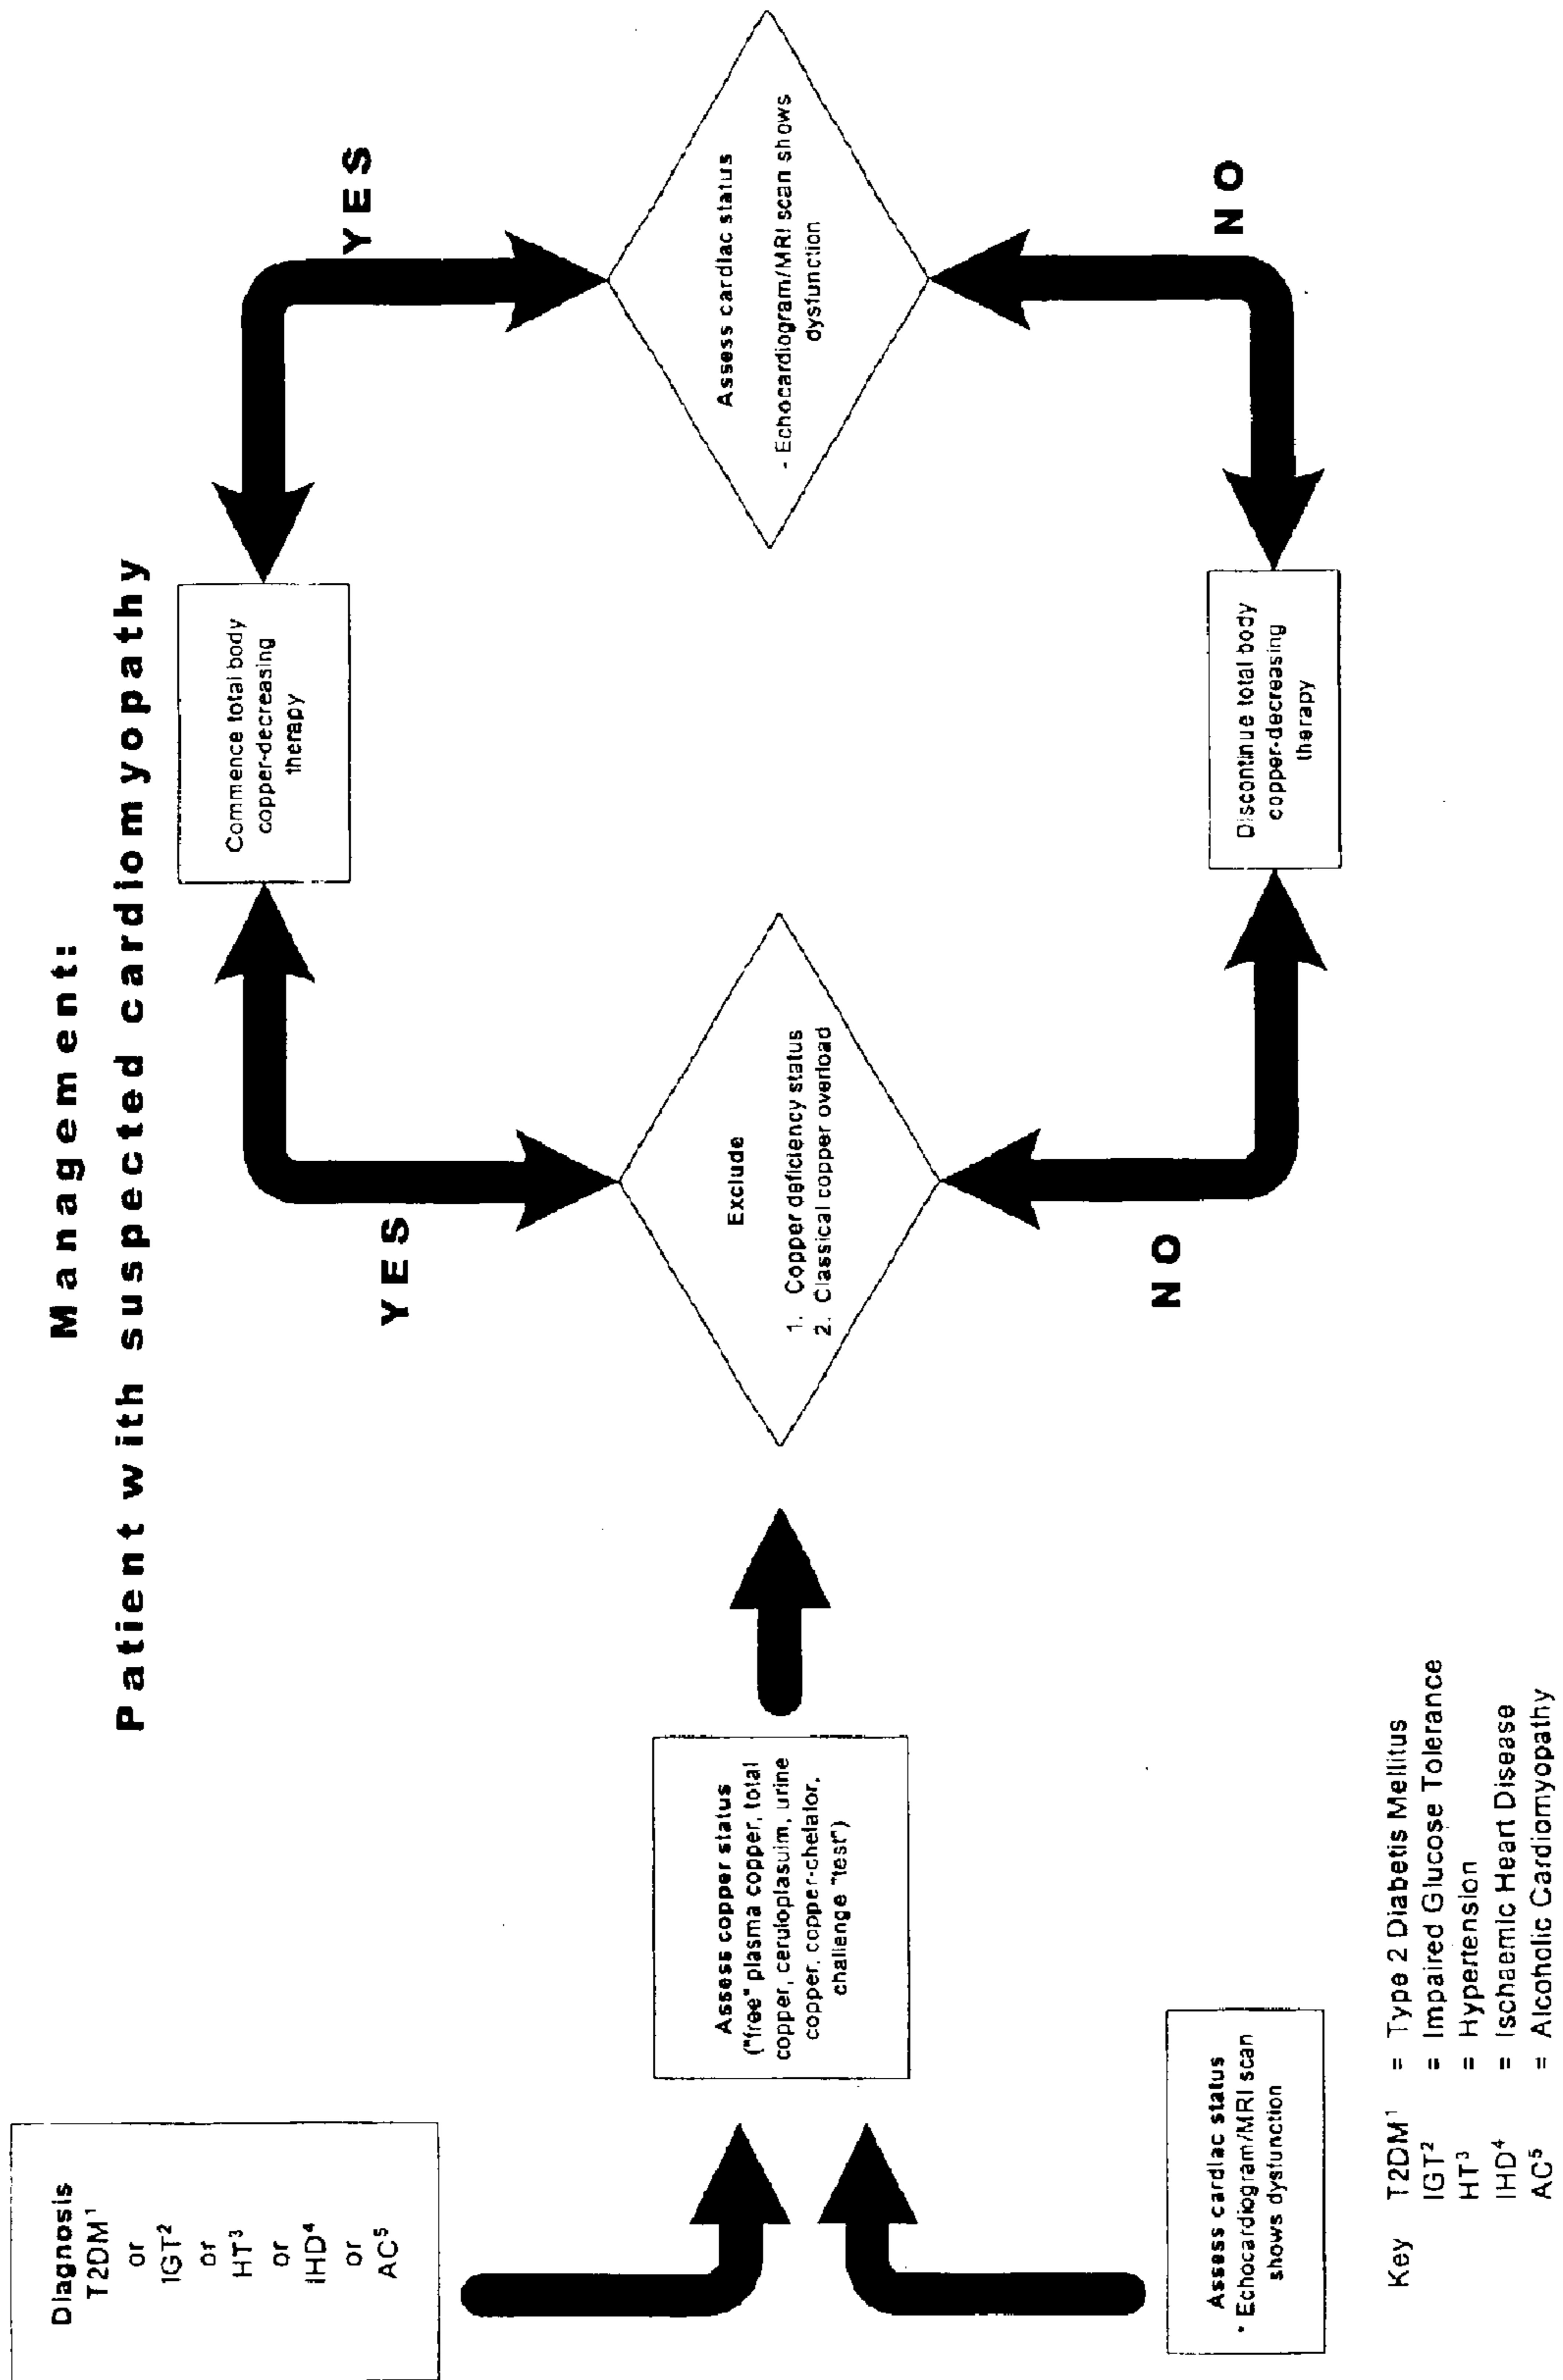 Management:
Patient with suspected cardiomyopathy
Diagnosis
T2DM¹
or
IGT²
or
HT³
or
IHD⁴
or
AC⁵
Assess cardiac status
* Echocardiogram/MRI scan
shows dysfunction
Assess copper status
("free" plasma copper, total
copper, ceruloplasuim, urine
copper, copper-chelator,
challenge "test")
Exclude
1. Copper deficiency status
2. Classical copper overload
YES
NO
Commence total body
copper-decreasing
therapy
Discontinue total body
copper-decreasing
therapy
YES
NO
Assess cardiac status
- Echocardiogram/MRI scan shows
dysfunction
Key T2DM¹ = Type 2 Diabetis Mellitus
IGT² = Impaired Glucose Tolerance
HT³ = Hypertension
IHD⁴ = Ischaemic Heart Disease
AC⁵ = Alcoholic Cardiomyopathy